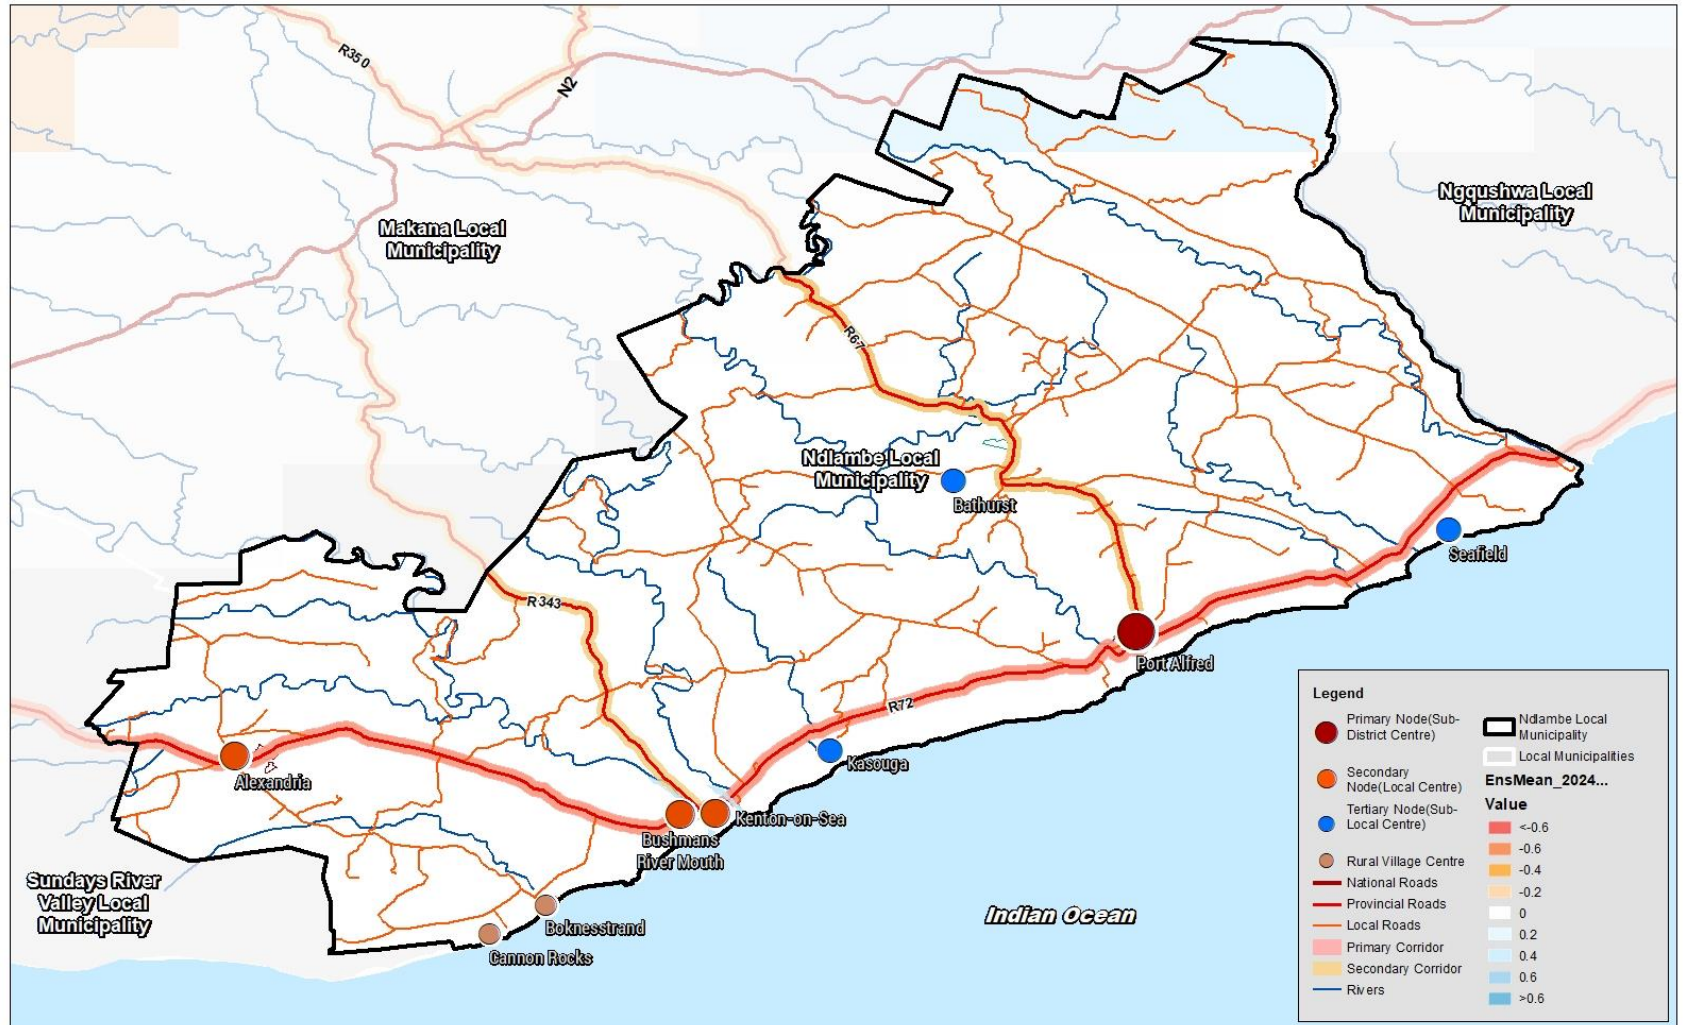 R350
N2
Makana Local
Municipality
Ngqushwa Local
Municipality
R67
Ndlambe Local
Municipality
Bathurst
Seafield
R343
Port Alfred
R72
Kasouga
Alexandria
Kenton-on-Sea
Bushmans
River Mouth
Sundays River
Valley Local
Municipality
Boknesstrand
Cannon Rocks
Indian Ocean
Legend
Primary Node(Sub-
District Centre)
Secondary
Node(Local Centre)
Tertiary Node(Sub-
Local Centre)
Rural Village Centre
National Roads
Provincial Roads
Local Roads
Primary Corridor
Secondary Corridor
Rivers
Ndlambe Local
Municipality
Local Municipalities
EnsMean_2024...
Value
<-0.6
-0.6
-0.4
-0.2
0
0.2
0.4
0.6
>0.6